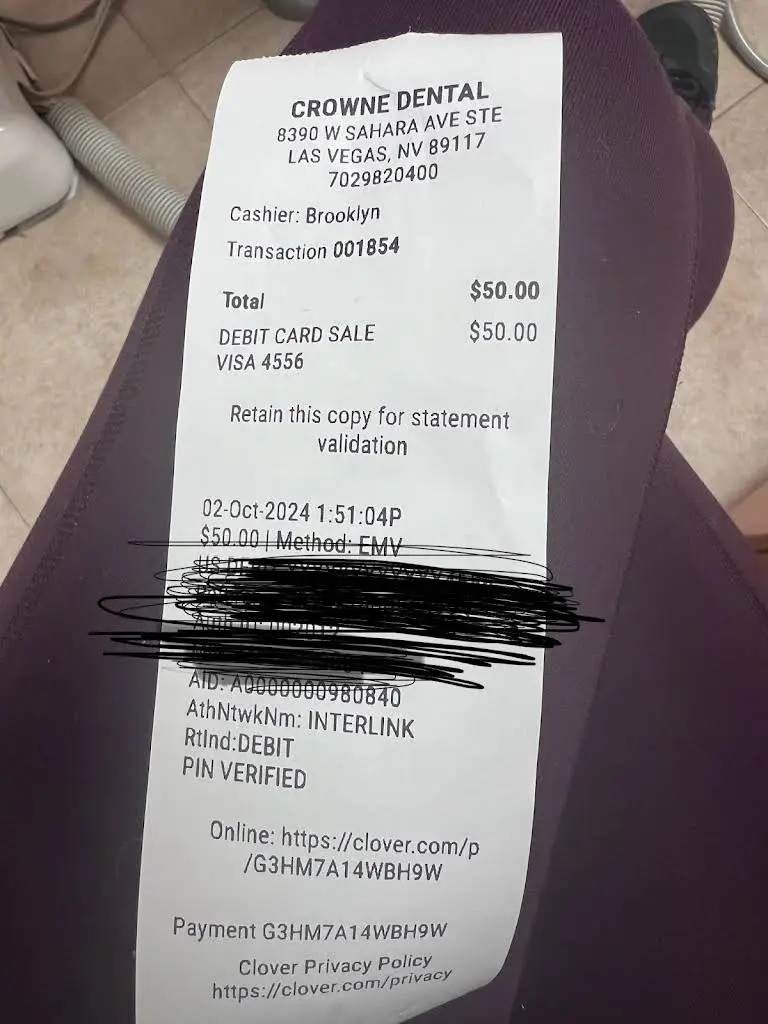 CROWNE DENTAL
8390 W SAHARA AVE STE
LAS VEGAS, NV 89117
7029820400
Cashier: Brooklyn
Transaction 001854
Total $50.00
DEBIT CARD SALE $50.00
VISA 4556
Retain this copy for statement
validation
02-Oct-2024 1:51:04P
$50.00 | Method: EMV
AID: A0000000980840
AthNtwkNm: INTERLINK
RtInd:DEBIT
PIN VERIFIED
Online: https://clover.com/p
/G3HM7A14WBH9W
Payment G3HM7A14WBH9W
Clover Privacy Policy
https://clover.com/privacy